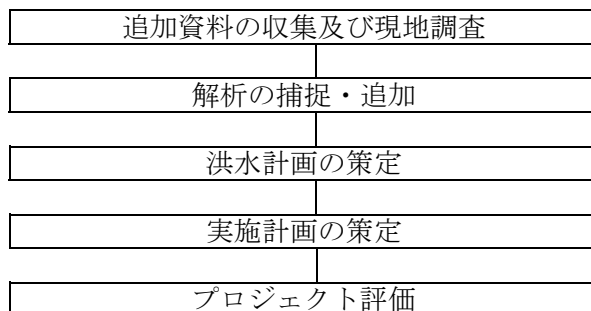 追加資料の収集及び現地調査
解析の捕捉・追加
洪水計画の策定
実施計画の策定
プロジェクト評価